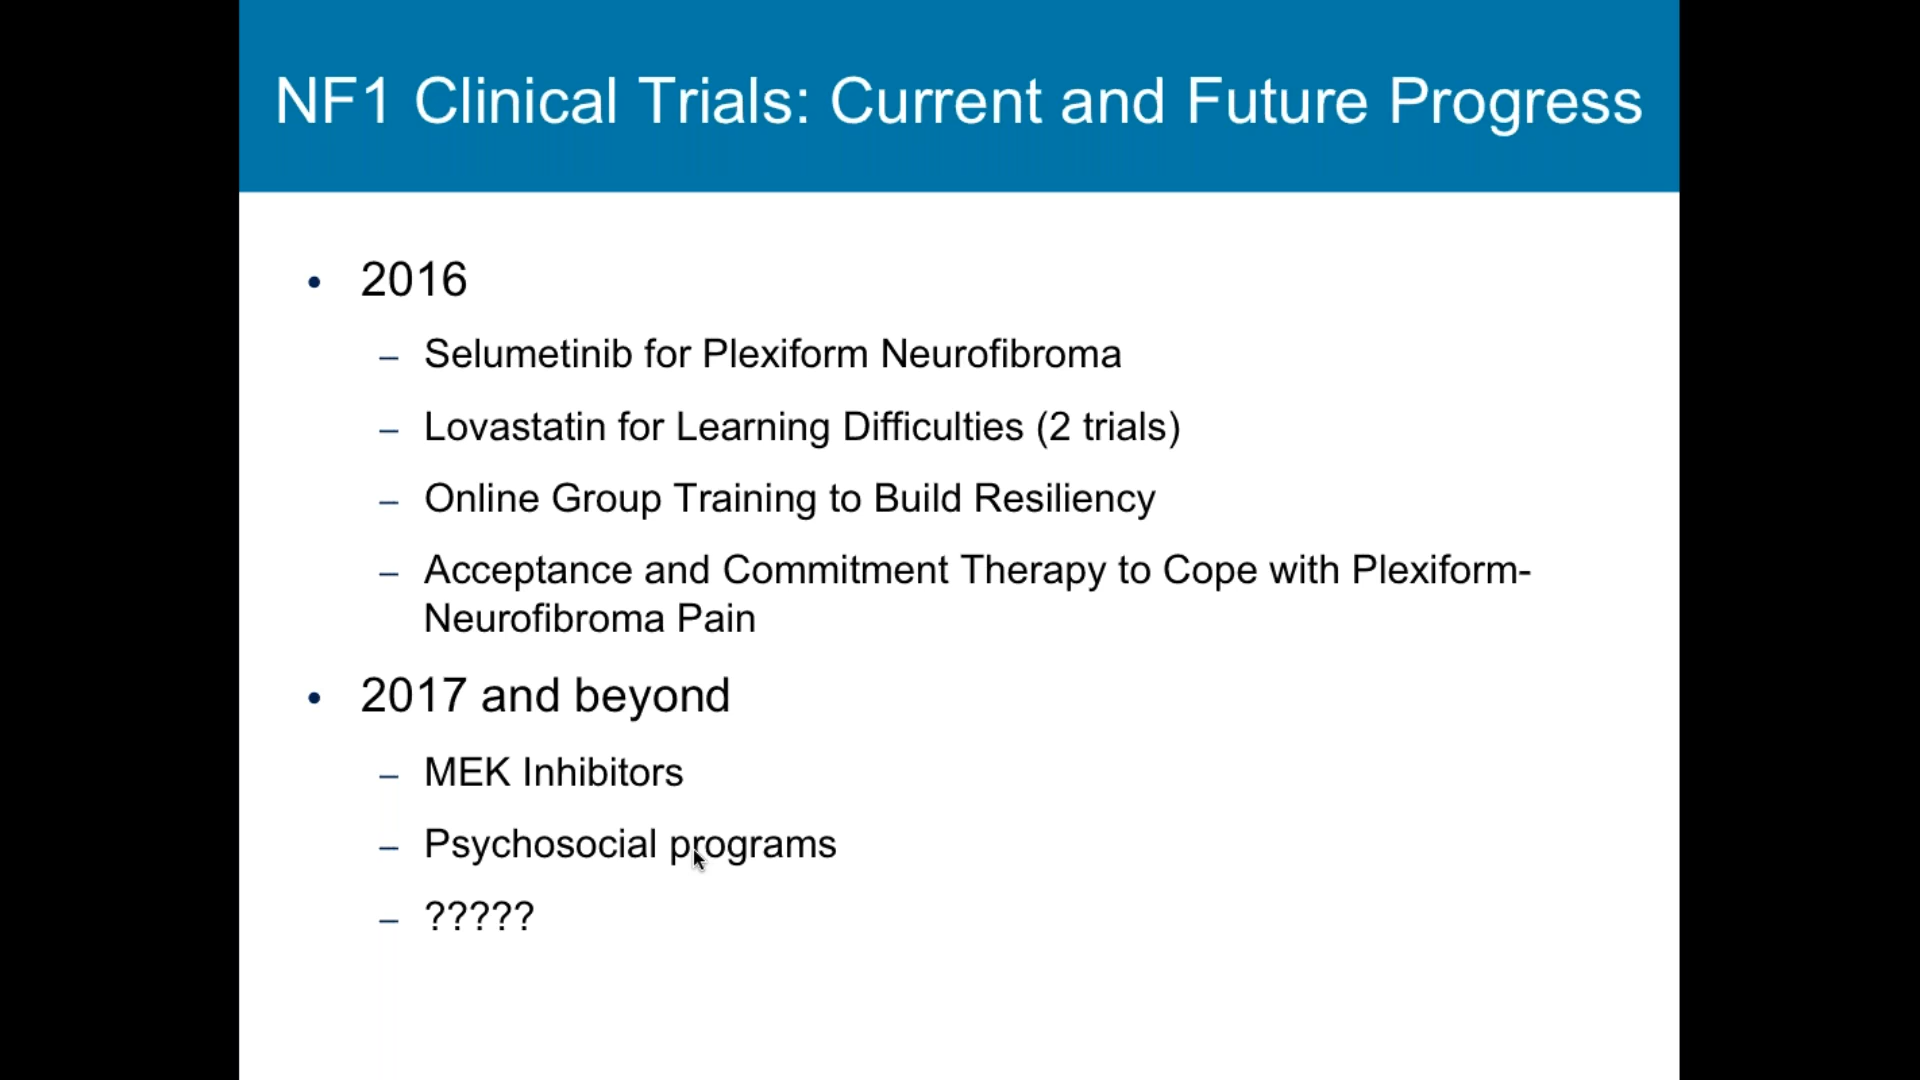 NF1 Clinical Trials: Current and Future Progress
• 2016
– Selumetinib for Plexiform Neurofibroma
– Lovastatin for Learning Difficulties (2 trials)
– Online Group Training to Build Resiliency
– Acceptance and Commitment Therapy to Cope with Plexiform-
Neurofibroma Pain
• 2017 and beyond
– MEK Inhibitors
– Psychosocial programs
– ?????